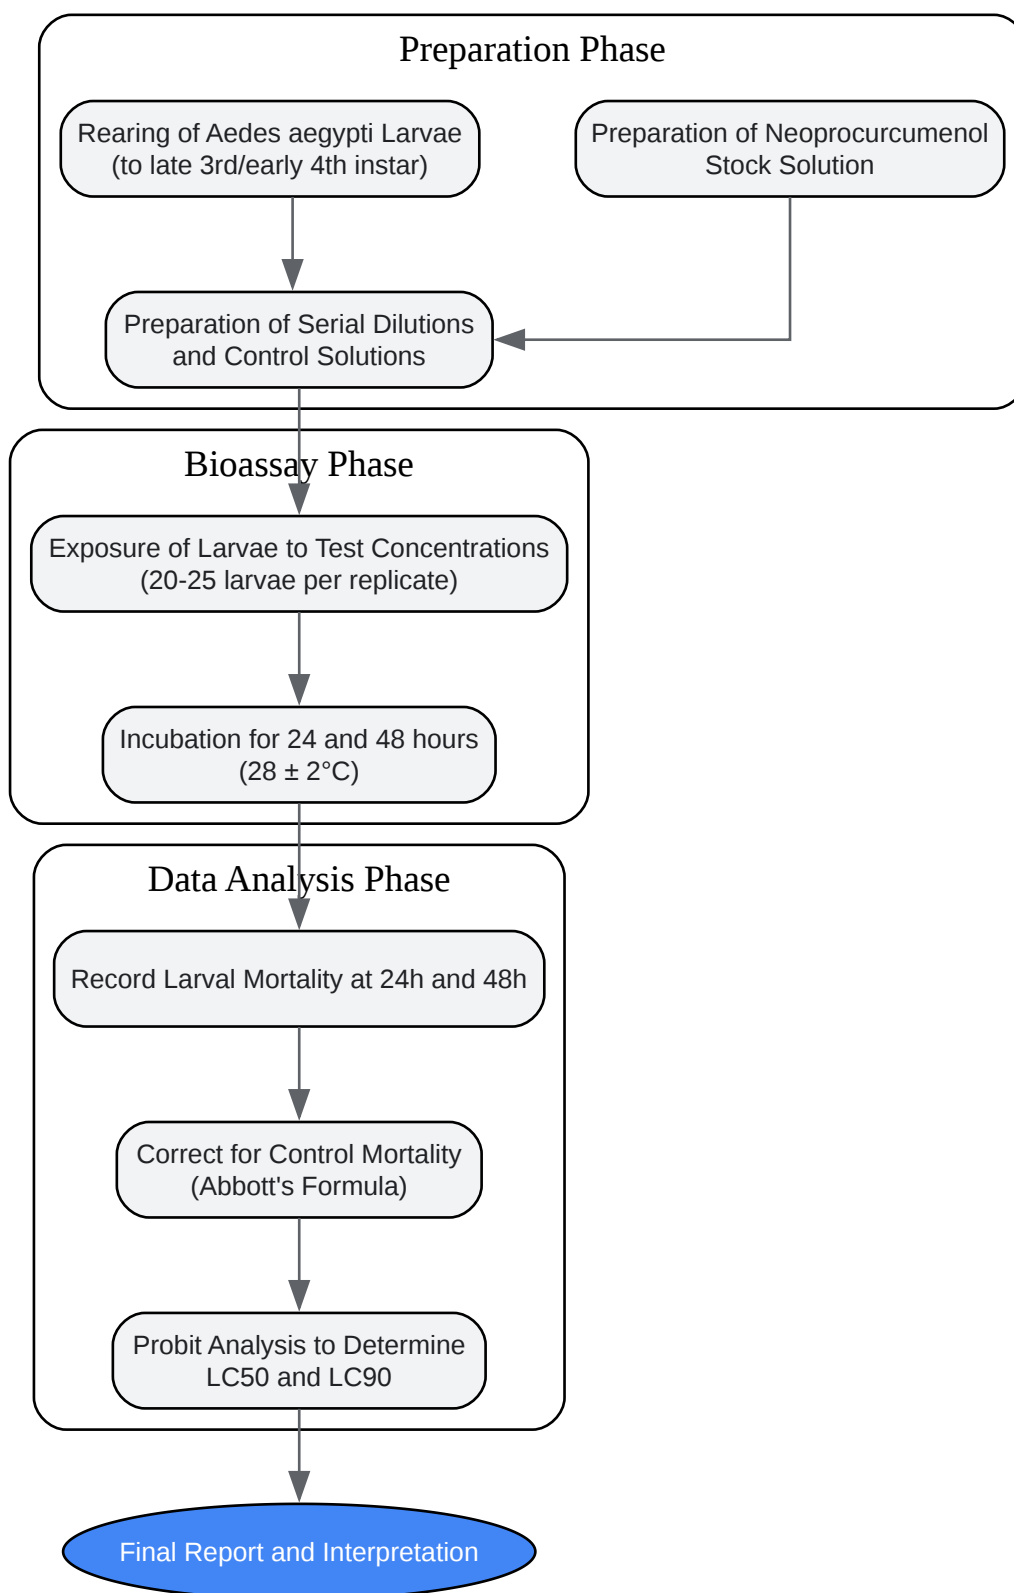 Preparation Phase
Rearing of Aedes aegypti Larvae
(to late 3rd/early 4th instar)
Preparation of Neoprocurcumenol
Stock Solution
Preparation of Serial Dilutions
and Control Solutions
Bioassay Phase
Exposure of Larvae to Test Concentrations
(20-25 larvae per replicate)
Incubation for 24 and 48 hours
(28 ± 2°C)
Data Analysis Phase
Record Larval Mortality at 24h and 48h
Correct for Control Mortality
(Abbott's Formula)
Probit Analysis to Determine
LC50 and LC90
Final Report and Interpretation